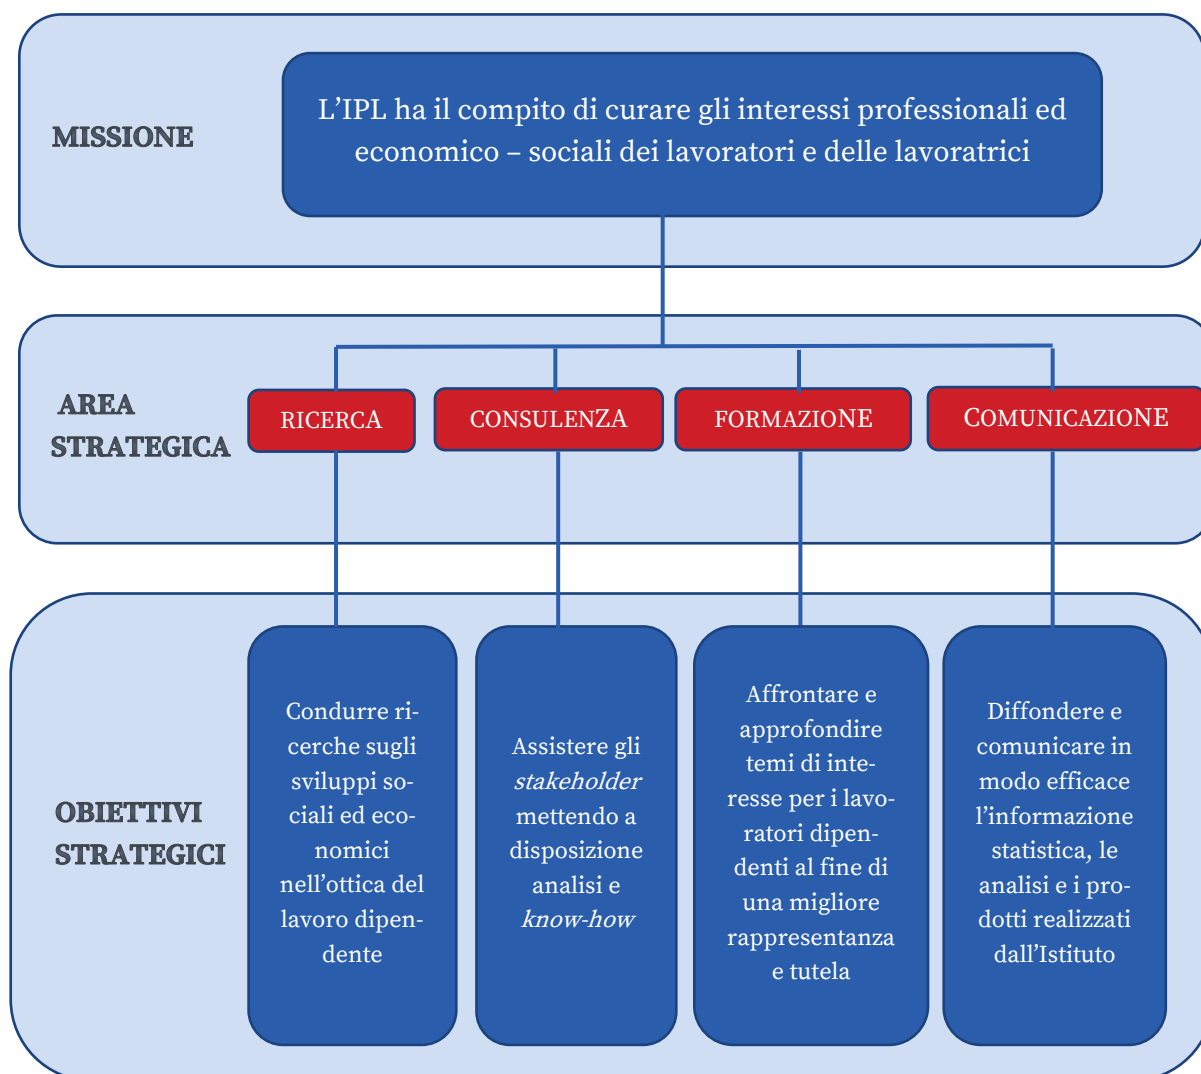 MISSIONE
L'IPL ha il compito di curare gli interessi professionali ed
economico – sociali dei lavoratori e delle lavoratrici
AREA
STRATEGICA
RICERCA
CONSULENZA
FORMAZIONE
COMUNICAZIONE
OBIETTIVI
STRATEGICI
Condurre ri-
cerche sugli
sviluppi so-
ciali ed eco-
nomici
nell'ottica del
lavoro dipen-
dente
Assistere gli
stakeholder
mettendo a
disposizione
analisi e
know-how
Affrontare e
approfondire
temi di inte-
resse per i lavo-
ratori dipen-
denti al fine di
una migliore
rappresentanza
e tutela
Diffondere e
comunicare in
modo efficace
l'informazione
statistica, le
analisi e i pro-
dotti realizzati
dall'Istituto